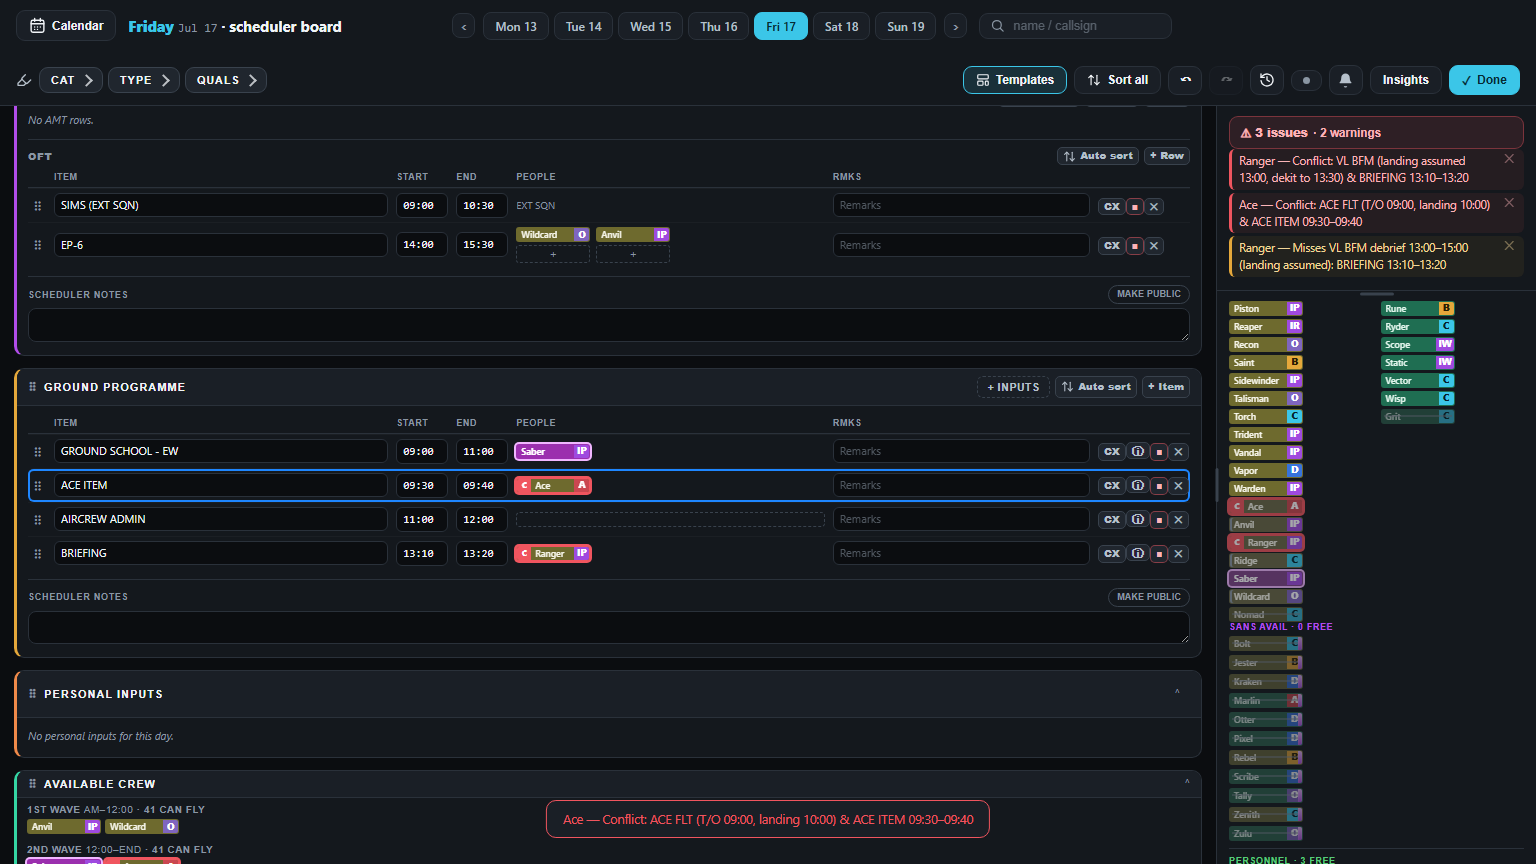 Calendar
Friday Jul 17 · scheduler board
‹ Mon 13 Tue 14 Wed 15 Thu 16 Fri 17 Sat 18 Sun 19 ›
name / callsign
CAT TYPE QUALS
Templates Sort all Insights ✓ Done
No AMT rows.
OFT
Auto sort + Row
ITEM START END PEOPLE RMKS
SIMS (EXT SQN) 09:00 10:30 EXT SQN Remarks CX ✕
EP-6 14:00 15:30 Wildcard O Anvil IP Remarks CX ✕
+ +
SCHEDULER NOTES MAKE PUBLIC
GROUND PROGRAMME
+ INPUTS Auto sort + Item
ITEM START END PEOPLE RMKS
GROUND SCHOOL - EW 09:00 11:00 Saber IP Remarks CX ✕
ACE ITEM 09:30 09:40 C Ace A Remarks CX ✕
AIRCREW ADMIN 11:00 12:00 Remarks CX ✕
BRIEFING 13:10 13:20 C Ranger IP Remarks CX ✕
SCHEDULER NOTES MAKE PUBLIC
PERSONAL INPUTS
No personal inputs for this day.
AVAILABLE CREW
1ST WAVE AM–12:00 · 41 CAN FLY
Anvil IP Wildcard O
2ND WAVE 12:00–END · 41 CAN FLY
Ace — Conflict: ACE FLT (T/O 09:00, landing 10:00) & ACE ITEM 09:30–09:40
⚠ 3 issues · 2 warnings
Ranger — Conflict: VL BFM (landing assumed
13:00, dekit to 13:30) & BRIEFING 13:10–13:20
Ace — Conflict: ACE FLT (T/O 09:00, landing 10:00)
& ACE ITEM 09:30–09:40
Ranger — Misses VL BFM debrief 13:00–15:00
(landing assumed): BRIEFING 13:10–13:20
Piston IP
Reaper IR
Recon O
Saint B
Sidewinder IP
Talisman O
Torch C
Trident IP
Vandal IP
Vapor D
Warden IP
C Ace A
Anvil IP
C Ranger IP
Ridge C
Saber IP
Wildcard O
Nomad C
Rune B
Ryder C
Scope IW
Static IW
Vector C
Wisp C
Grit C
SANS AVAIL · 0 FREE
Bolt C
Jester B
Kraken D
Marlin A
Otter D
Pixel D
Rebel B
Scribe D
Tally O
Zenith C
Zulu O
PERSONNEL · 3 FREE